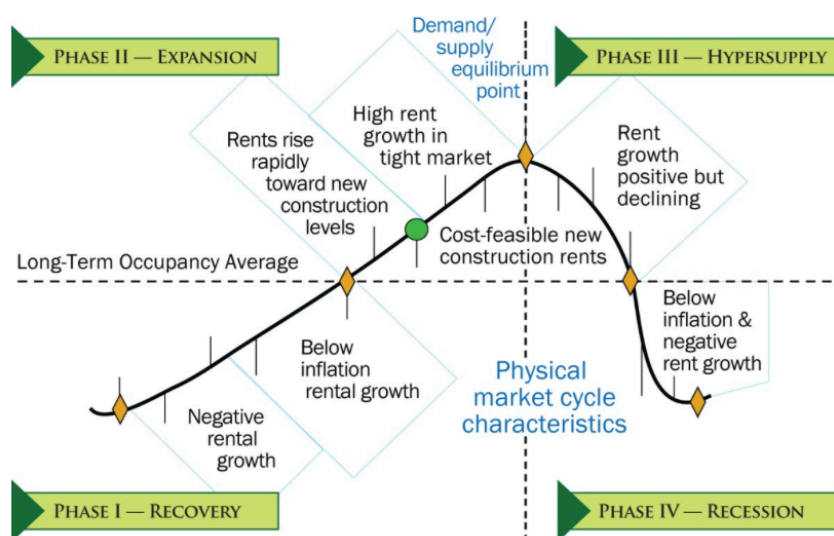 PHASE II — EXPANSION
Demand/
supply
equilibrium
point
PHASE III — HYPERSUPPLY
Rents rise
rapidly
toward new
construction
levels
High rent
growth in
tight market
Rent
growth
positive but
declining
Cost-feasible new
construction rents
Long-Term Occupancy Average
Below
inflation
rental growth
Negative
rental
growth
Physical
market cycle
characteristics
Below
inflation &
negative
rent growth
PHASE I — RECOVERY
PHASE IV — RECESSION